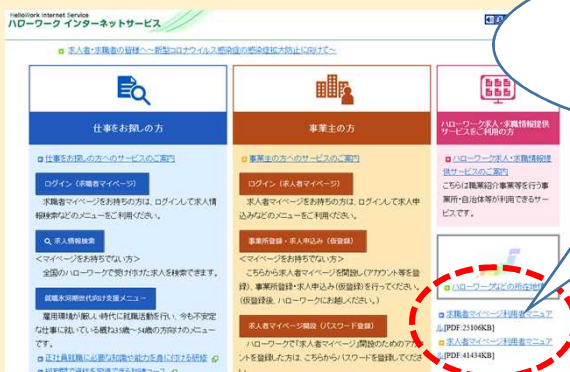 HelloWork Internet Service
ハローワーク インターネットサービス
求人者・求職者の皆様へ～新型コロナウイルス感染症の感染症拡大防止に向けて～
仕事をお探しの方
仕事をお探しの方へのサービスのご案内
ログイン（求職者マイページ）
求職者マイページをお持ちの方は、ログインして求人情
報検索などのメニューをご利用ください。
求人情報検索
＜マイページをお持ちでない方＞
全国のハローワークで受け付けた求人を検索できます。
就職氷河期世代向け支援メニュー
雇用環境が厳しい時代に就職活動を行い、今も不安定
な仕事に就いている概ね35歳～54歳の方向けのメニュー
です。
正社員就職に必要な知識や能力を身に付ける研修
事業主の方
事業主の方へのサービスのご案内
ログイン（求人者マイページ）
求人者マイページをお持ちの方は、ログインして求人申
込みなどのメニューをご利用ください。
事業所登録・求人申込み（仮登録）
＜マイページをお持ちでない方＞
こちらから求人者マイページを開設し(アカウント等を登
録)、事業所登録・求人申込み(仮登録)を行ってください。
(仮登録後、ハローワークにお越しください。)
求人者マイページ開設（パスワード登録）
ハローワークで「求人者マイページ」開設のためのアカ
ントを登録した方は、こちらからパスワードを登録してくださ
い。
ハローワーク求人・求職情報提供
サービスをご利用の方
ハローワーク求人・求職情報提
供サービスのご案内
こちらは職業紹介事業等を行う事
業所・自治体等が利用できるサー
ビスです。
ハローワークなどの所在地情
求職者マイページ利用者マニュア
ル[PDF:25106KB]
求人者マイページ利用者マニュア
ル[PDF:41434KB]